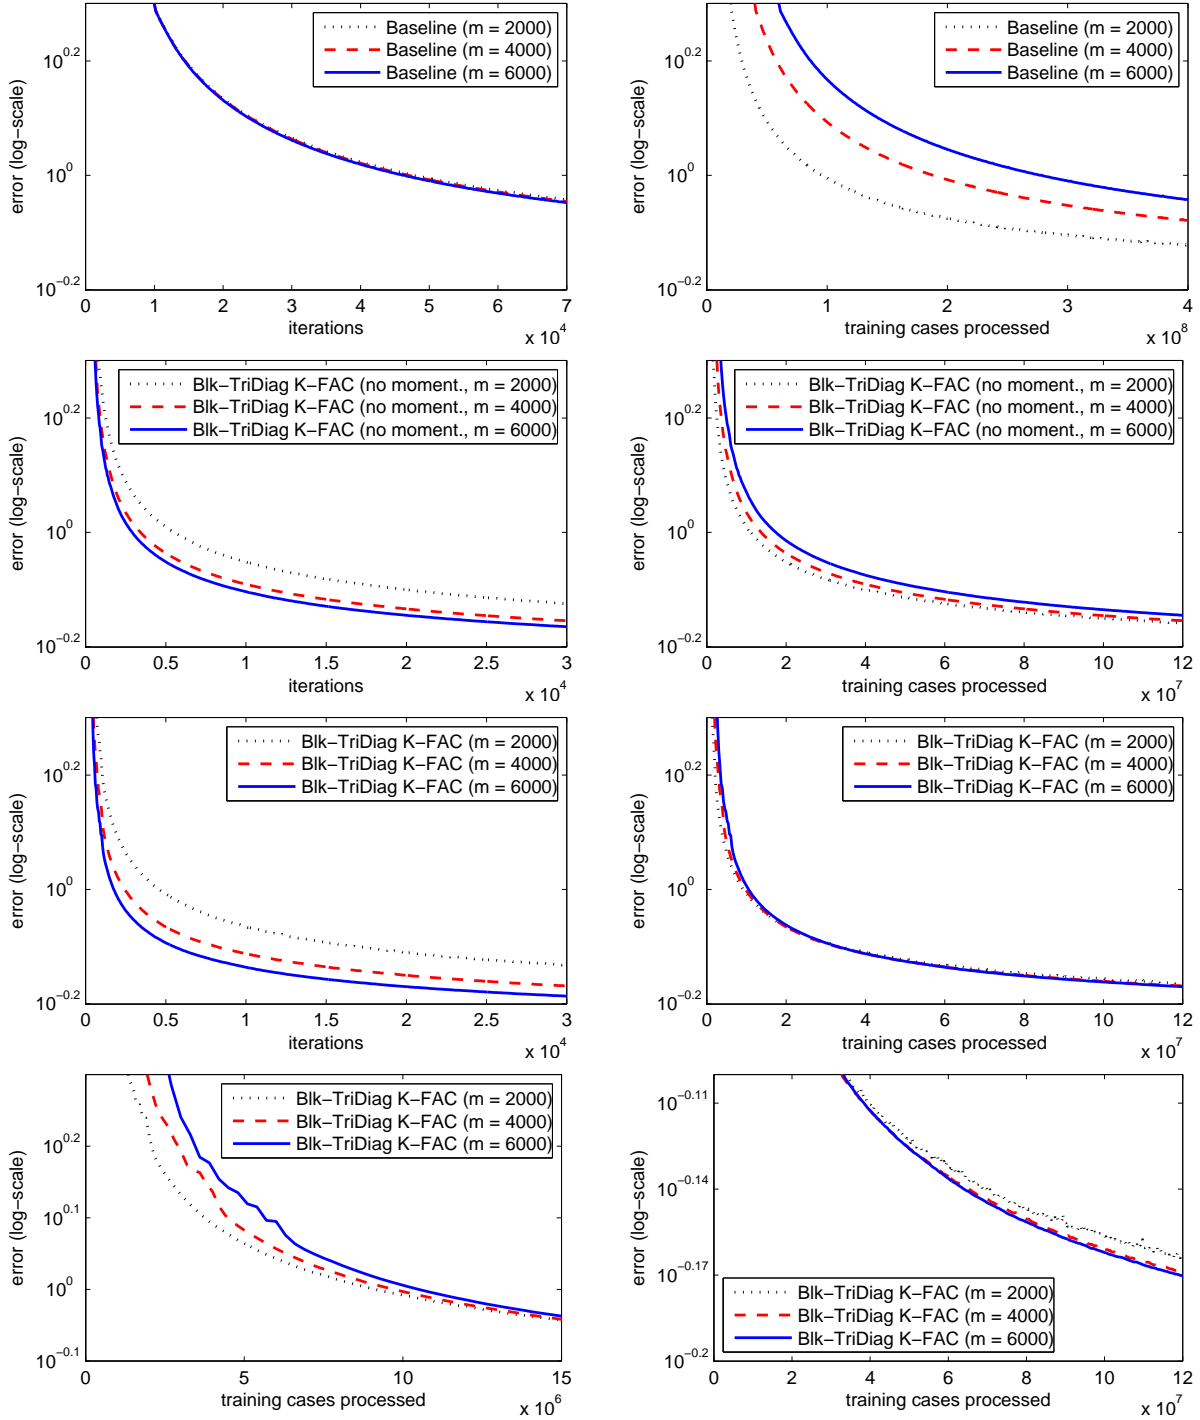 error (log−scale)
10^0.2
10^0
10^−0.2
Baseline (m = 2000)
Baseline (m = 4000)
Baseline (m = 6000)
0 1 2 3 4 5 6 7
x 10^4
iterations
error (log−scale)
10^0.2
10^0
10^−0.2
Baseline (m = 2000)
Baseline (m = 4000)
Baseline (m = 6000)
0 1 2 3 4
x 10^8
training cases processed
error (log−scale)
10^0.2
10^0
10^−0.2
Blk−TriDiag K−FAC (no moment., m = 2000)
Blk−TriDiag K−FAC (no moment., m = 4000)
Blk−TriDiag K−FAC (no moment., m = 6000)
0 0.5 1 1.5 2 2.5 3
x 10^4
iterations
error (log−scale)
10^0.2
10^0
10^−0.2
Blk−TriDiag K−FAC (no moment., m = 2000)
Blk−TriDiag K−FAC (no moment., m = 4000)
Blk−TriDiag K−FAC (no moment., m = 6000)
0 2 4 6 8 10 12
x 10^7
training cases processed
error (log−scale)
10^0.2
10^0
10^−0.2
Blk−TriDiag K−FAC (m = 2000)
Blk−TriDiag K−FAC (m = 4000)
Blk−TriDiag K−FAC (m = 6000)
0 0.5 1 1.5 2 2.5 3
x 10^4
iterations
error (log−scale)
10^0.2
10^0
10^−0.2
Blk−TriDiag K−FAC (m = 2000)
Blk−TriDiag K−FAC (m = 4000)
Blk−TriDiag K−FAC (m = 6000)
0 2 4 6 8 10 12
x 10^7
training cases processed
error (log−scale)
10^0.2
10^0.1
10^0
10^−0.1
Blk−TriDiag K−FAC (m = 2000)
Blk−TriDiag K−FAC (m = 4000)
Blk−TriDiag K−FAC (m = 6000)
5 10 15
x 10^6
training cases processed
error (log−scale)
10^−0.11
10^−0.14
10^−0.17
10^−0.2
Blk−TriDiag K−FAC (m = 2000)
Blk−TriDiag K−FAC (m = 4000)
Blk−TriDiag K−FAC (m = 6000)
2 4 6 8 10 12
x 10^7
training cases processed